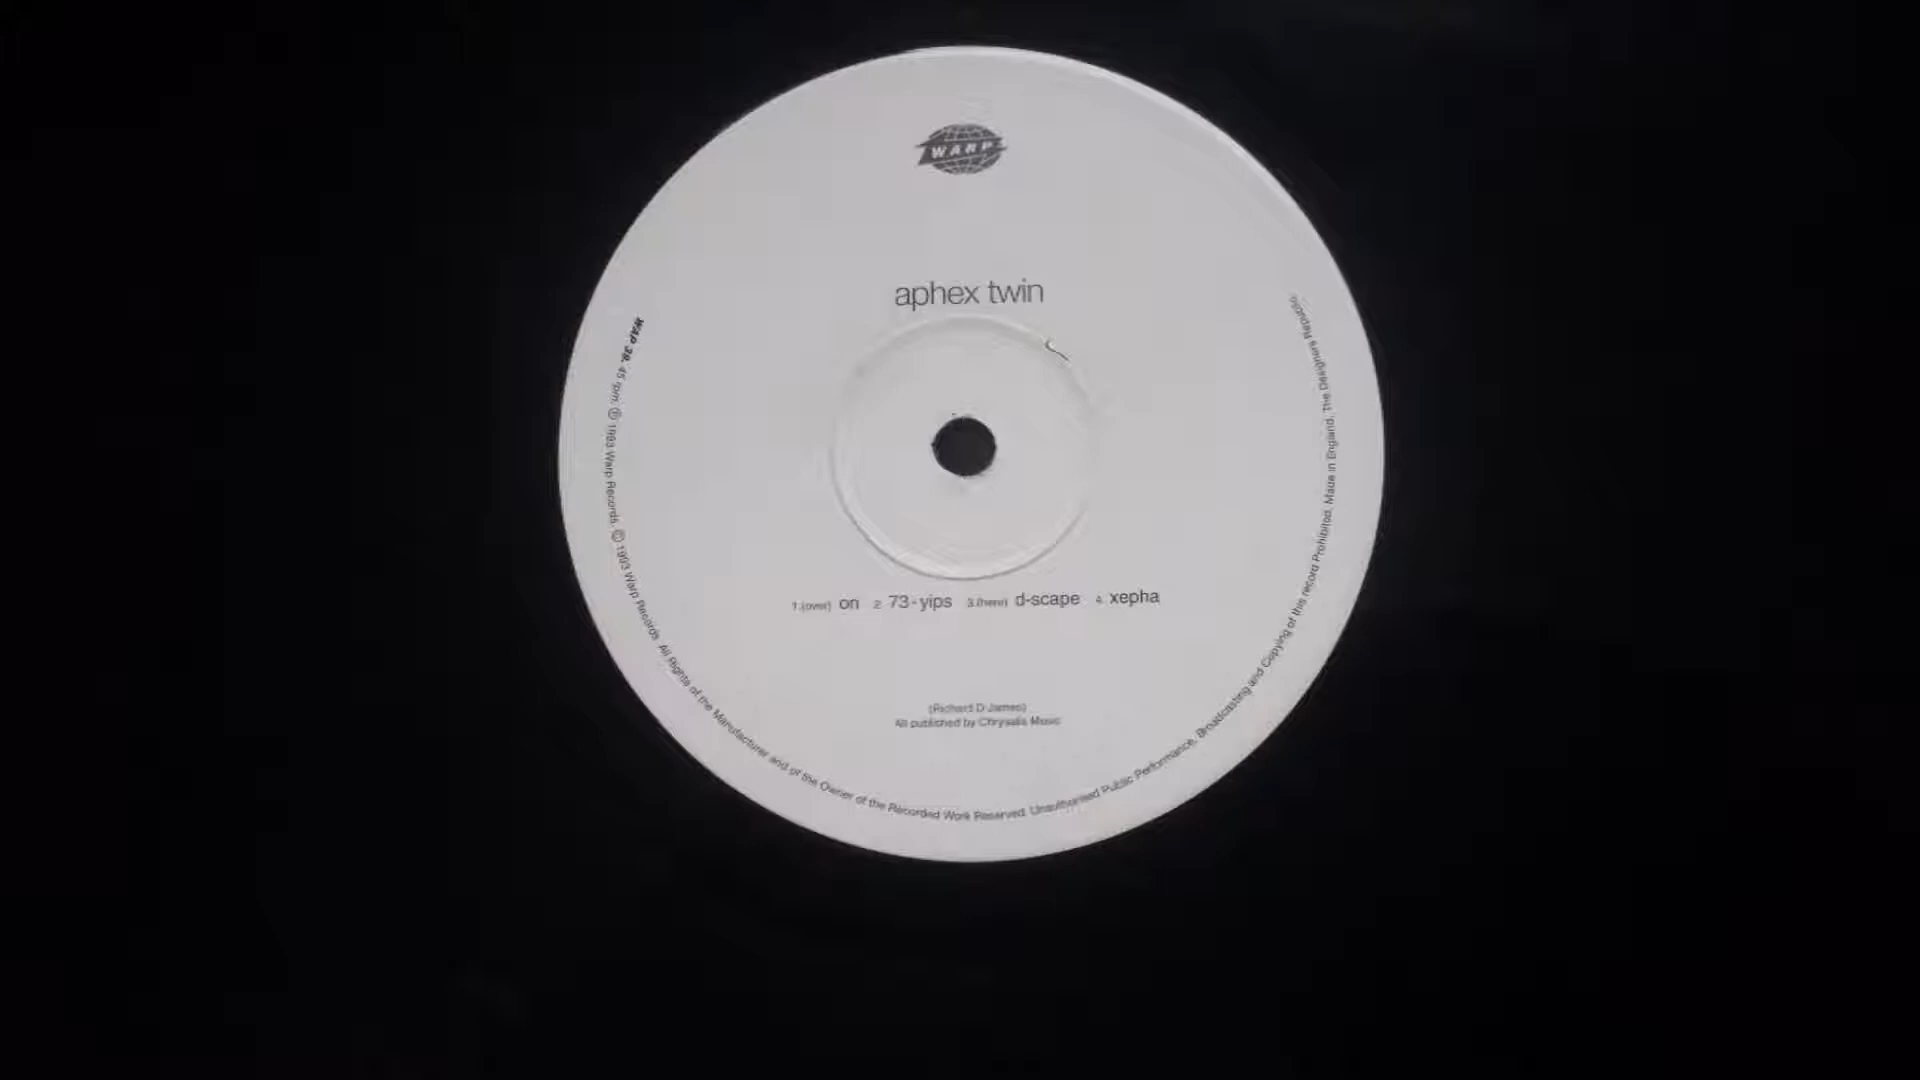 WARP
aphex twin
1.(over) on 2. 73-yips 3.(here) d-scape 4. xepha
(Richard D James)
All published by Chrysalis Music
WAP 39. 45 rpm. ℗ 1993 Warp Records. © 1993 Warp Records. All Rights of the Manufacturer and of the Owner of the Recorded Work Reserved. Unauthorised Public Performance, Broadcasting and Copying of this record Prohibited. Made in England. The Designers Republic